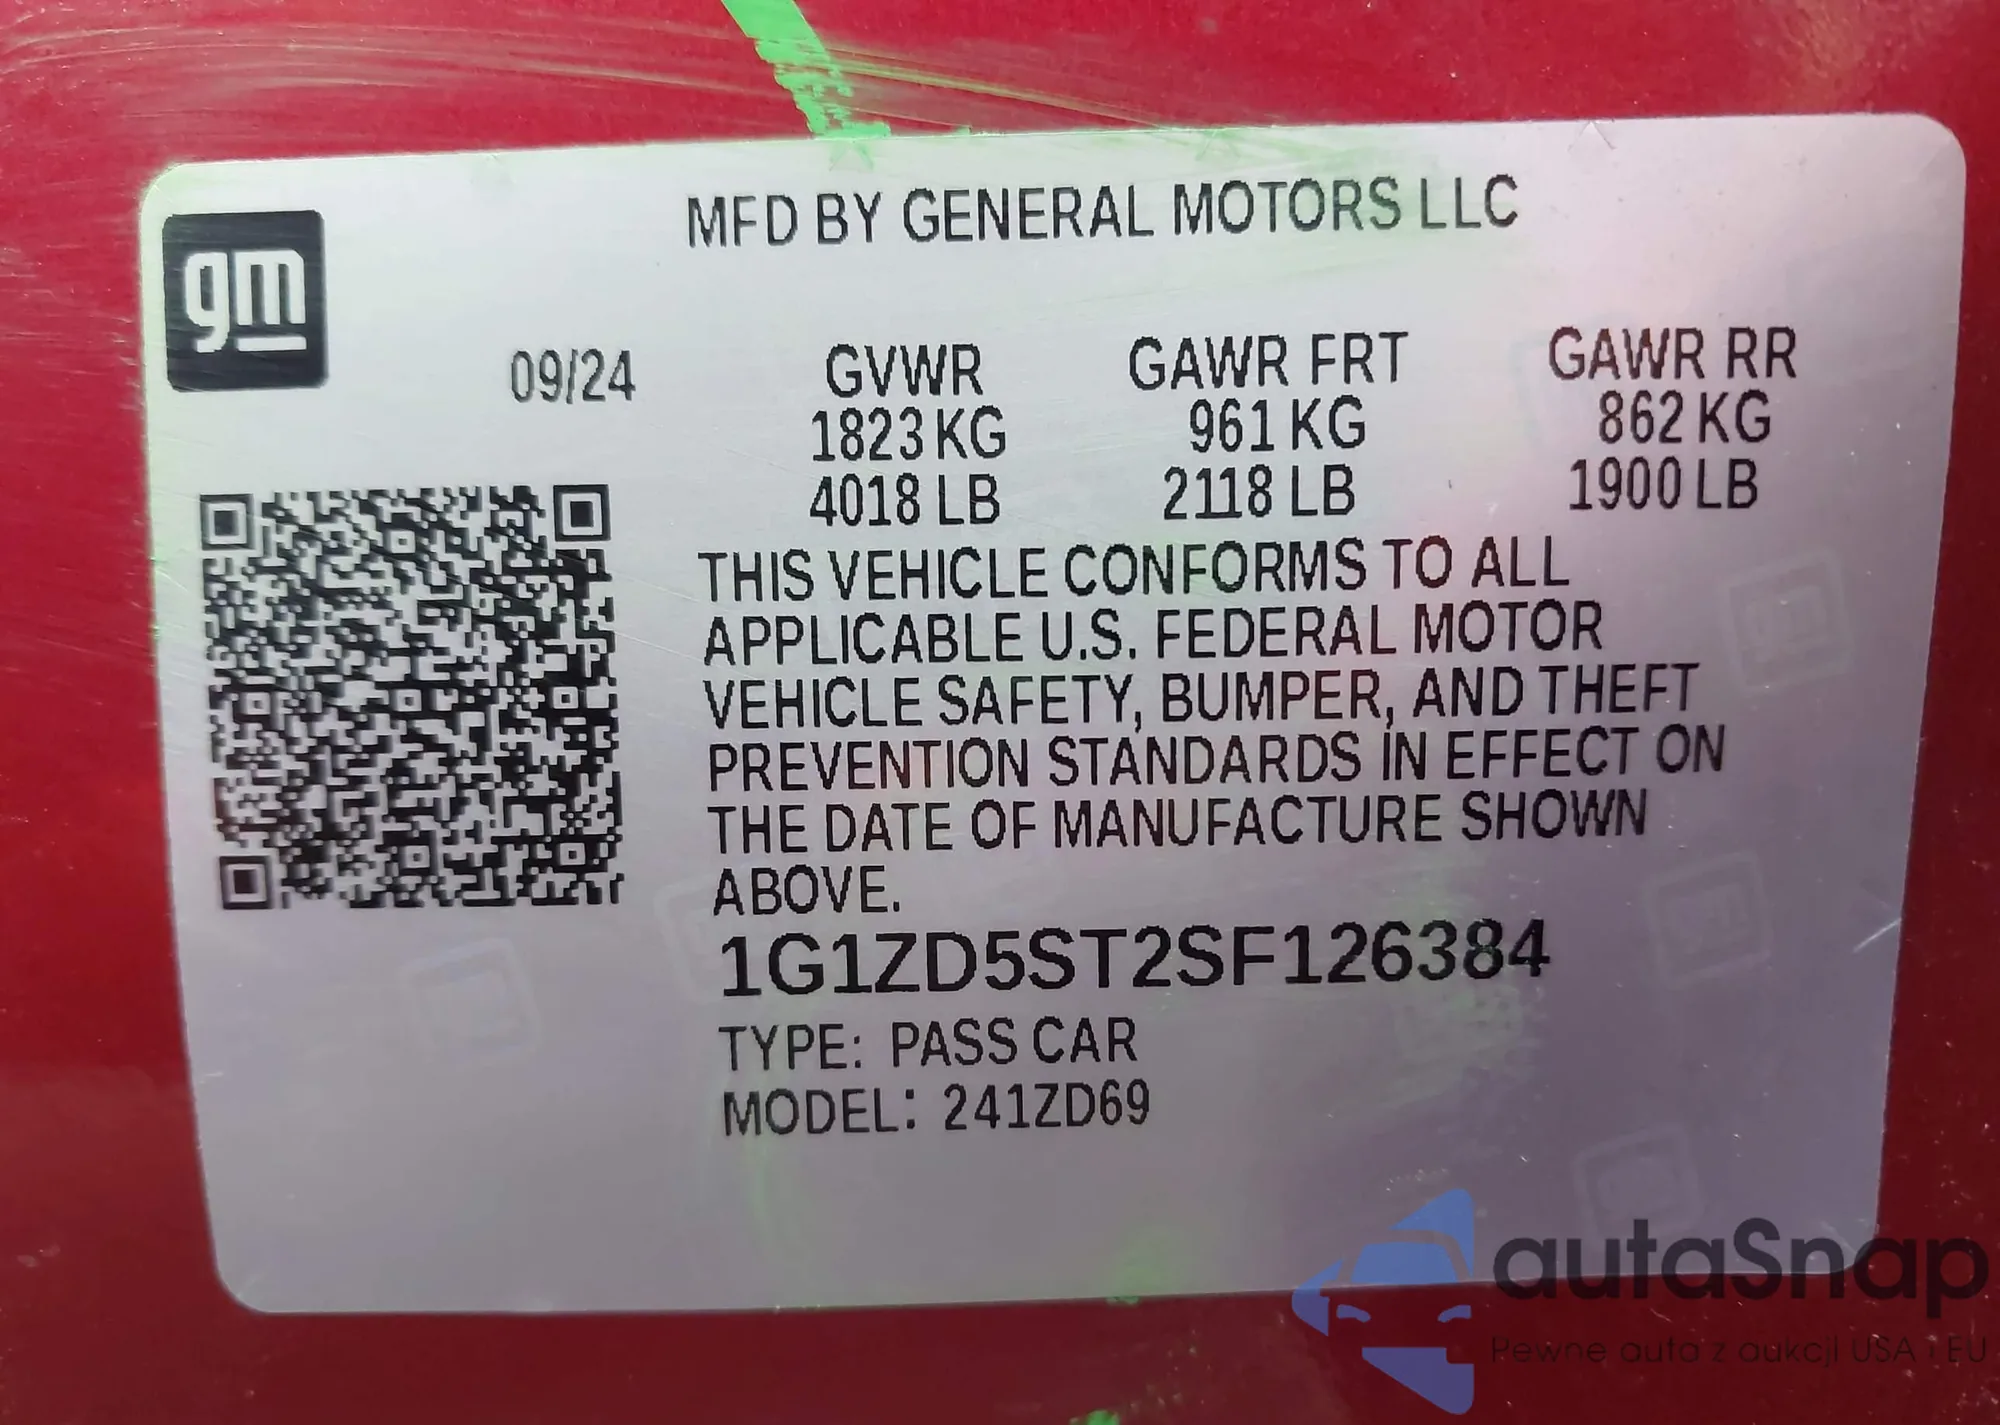 gm
MFD BY GENERAL MOTORS LLC
09/24
GVWR
1823 KG
4018 LB
GAWR FRT
961 KG
2118 LB
GAWR RR
862 KG
1900 LB
THIS VEHICLE CONFORMS TO ALL
APPLICABLE U.S. FEDERAL MOTOR
VEHICLE SAFETY, BUMPER, AND THEFT
PREVENTION STANDARDS IN EFFECT ON
THE DATE OF MANUFACTURE SHOWN
ABOVE.
1G1ZD5ST2SF126384
TYPE: PASS CAR
MODEL: 241ZD69
autaSnap
Pewne auta z aukcji USA i EU